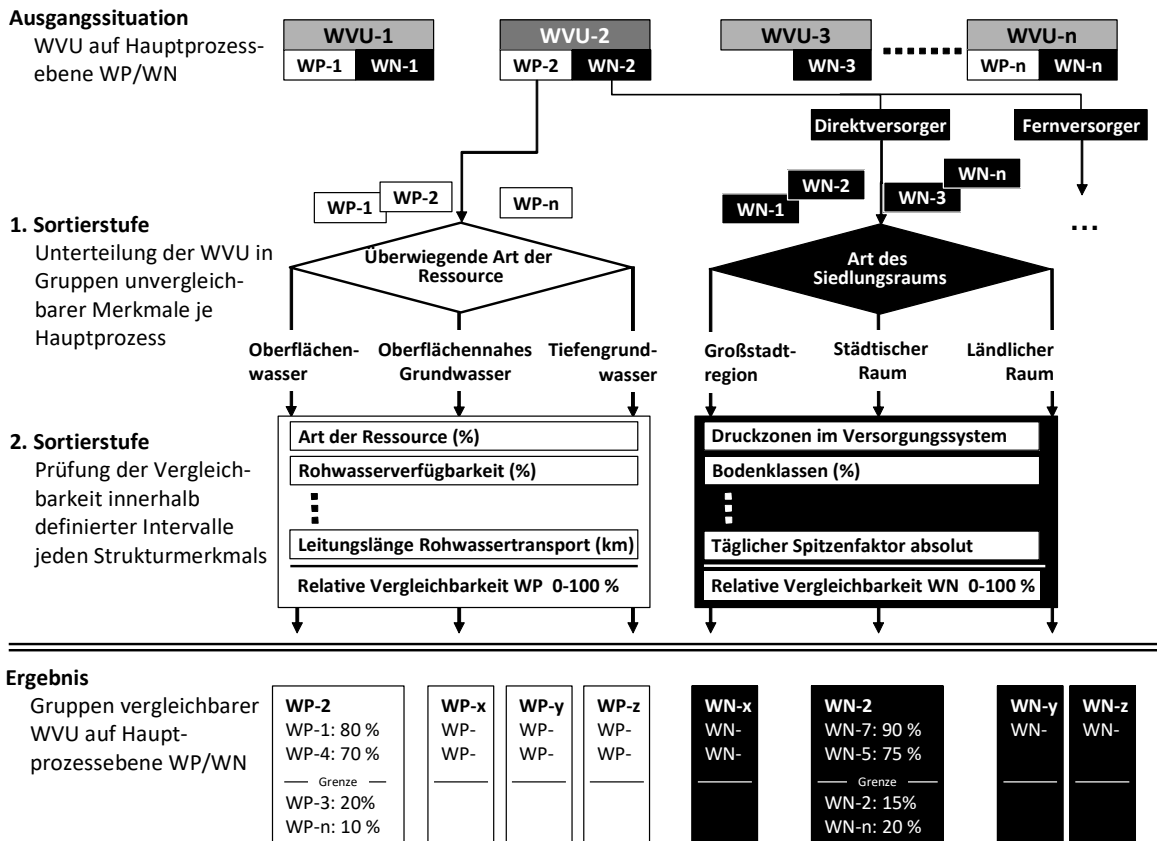 Ausgangssituation
WVU auf Hauptprozess-
ebene WP/WN
WVU-1
WP-1 WN-1
WVU-2
WP-2 WN-2
WVU-3
WN-3
WVU-n
WP-n WN-n
Direktversorger
Fernversorger
1. Sortierstufe
Unterteilung der WVU in
Gruppen unvergleich-
barer Merkmale je
Hauptprozess
WP-1
WP-2
WP-n
WN-1
WN-2
WN-3
WN-n
...
Überwiegende Art der
Ressource
Art des
Siedlungsraums
Oberflächen-
wasser
Oberflächennahes
Grundwasser
Tiefengrund-
wasser
Großstadt-
region
Städtischer
Raum
Ländlicher
Raum
2. Sortierstufe
Prüfung der Vergleich-
barkeit innerhalb
definierter Intervalle
jeden Strukturmerkmals
Art der Ressource (%)
Rohwasserverfügbarkeit (%)
Leitungslänge Rohwassertransport (km)
Relative Vergleichbarkeit WP 0-100 %
Druckzonen im Versorgungssystem
Bodenklassen (%)
Täglicher Spitzenfaktor absolut
Relative Vergleichbarkeit WN 0-100 %
Ergebnis
Gruppen vergleichbarer
WVU auf Haupt-
prozessebene WP/WN
WP-2
WP-1: 80 %
WP-4: 70 %
Grenze
WP-3: 20%
WP-n: 10 %
WP-x
WP-
WP-
WP-y
WP-
WP-
WP-z
WP-
WP-
WN-x
WN-
WN-
WN-2
WN-7: 90 %
WN-5: 75 %
Grenze
WN-2: 15%
WN-n: 20 %
WN-y
WN-
WN-z
WN-